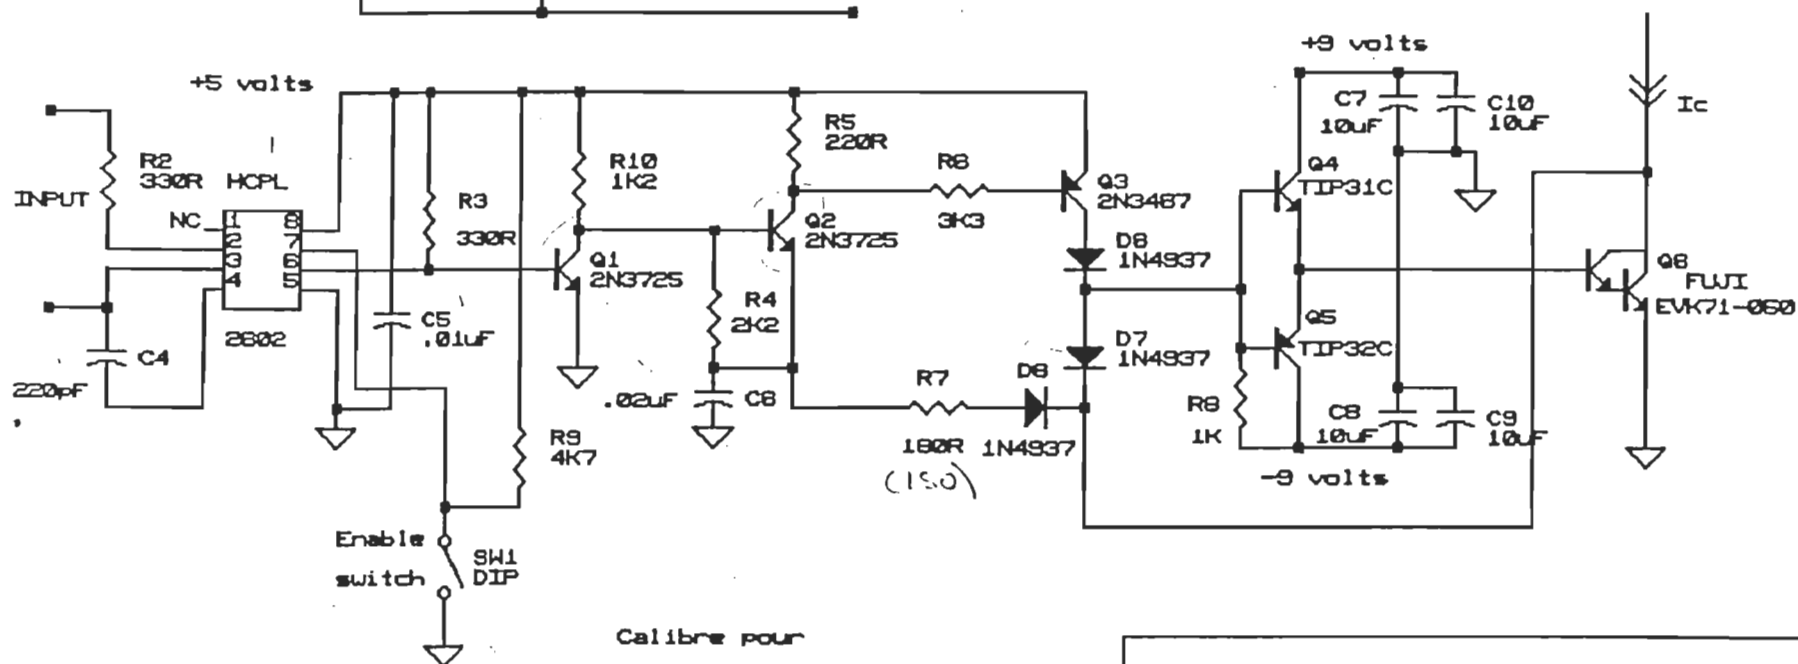 +5 volts
+9 volts
INPUT
R2
330R
HCPL
NC
1
2
3
4
8
7
6
5
2602
C4
220pF
R3
330R
C5
.01uF
R10
1K2
Q1
2N3725
R9
4K7
Enable
switch
SW1
DIP
R5
220R
Q2
2N3725
R4
2K2
.02uF
C6
R6
3K3
Q3
2N3467
D6
1N4937
D7
1N4937
R7
180R
(150)
D8
1N4937
Q4
TIP31C
Q5
TIP32C
R8
1K
C7
10uF
C10
10uF
C8
10uF
C9
10uF
-9 volts
Ic
Q6
FUJI
EVK71-060
Calibre pour